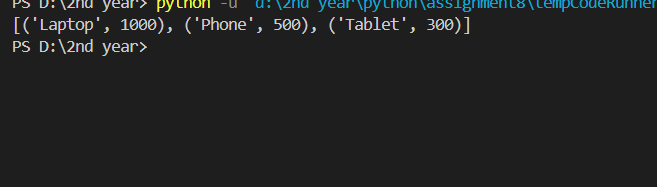 PS D:\2nd year> python -u "d:\2nd year\python\assignment8\tempCodeRunner
[('Laptop', 1000), ('Phone', 500), ('Tablet', 300)]
PS D:\2nd year>